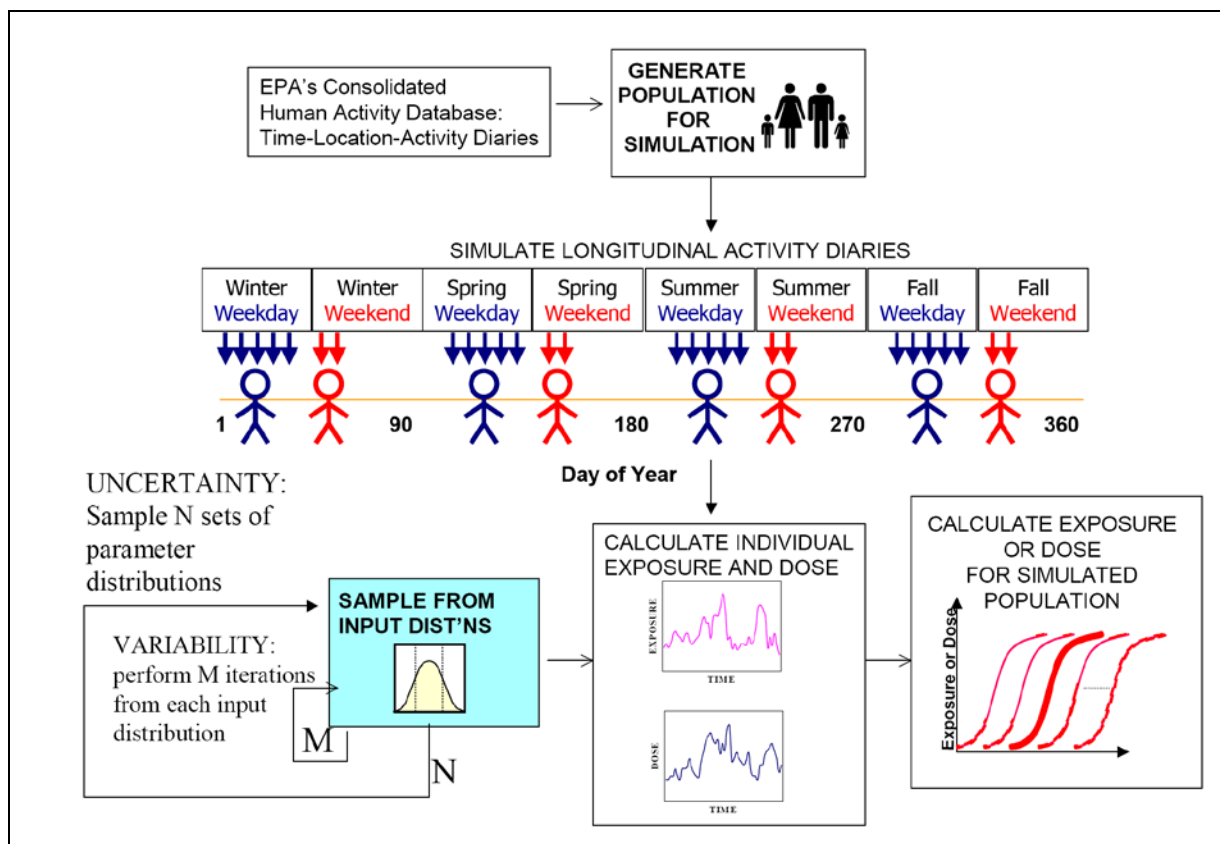 EPA's Consolidated
Human Activity Database:
Time-Location-Activity Diaries
GENERATE
POPULATION
FOR
SIMULATION
SIMULATE LONGITUDINAL ACTIVITY DIARIES
Winter
Weekday
Winter
Weekend
Spring
Weekday
Spring
Weekend
Summer
Weekday
Summer
Weekend
Fall
Weekday
Fall
Weekend
1
90
180
270
360
Day of Year
UNCERTAINTY:
Sample N sets of
parameter
distributions
VARIABILITY:
perform M iterations
from each input
distribution
M
N
SAMPLE FROM
INPUT DIST'NS
CALCULATE INDIVIDUAL
EXPOSURE AND DOSE
EXPOSURE
TIME
DOSE
TIME
CALCULATE EXPOSURE
OR DOSE
FOR SIMULATED
POPULATION
Exposure or Dose